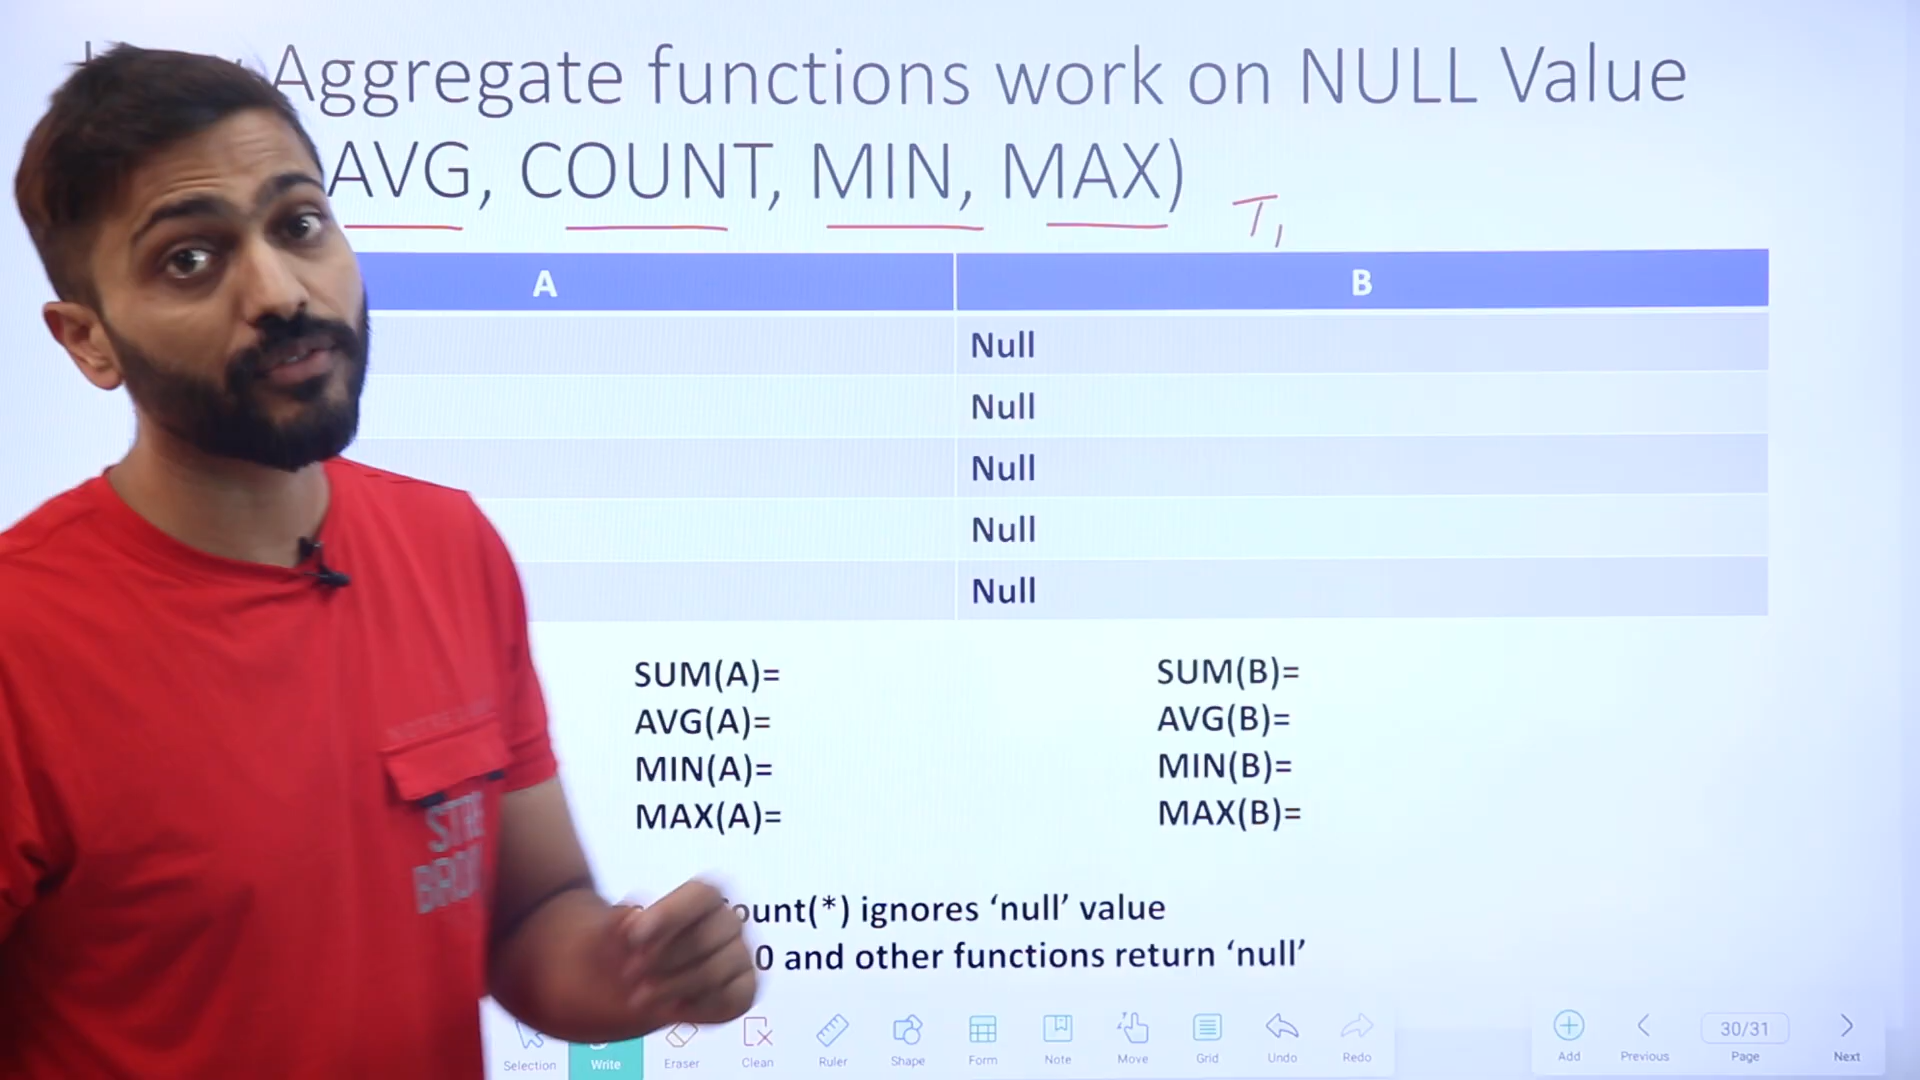 Aggregate functions work on NULL Value
AVG, COUNT, MIN, MAX)
T1
A B
Null
Null
Null
Null
Null
SUM(A)= SUM(B)=
AVG(A)= AVG(B)=
MIN(A)= MIN(B)=
MAX(A)= MAX(B)=
ount(*) ignores ‘null’ value
0 and other functions return ‘null’
Selection Write Eraser Clean Ruler Shape Form Note Move Grid Undo Redo Add Previous 30/31 Page Next